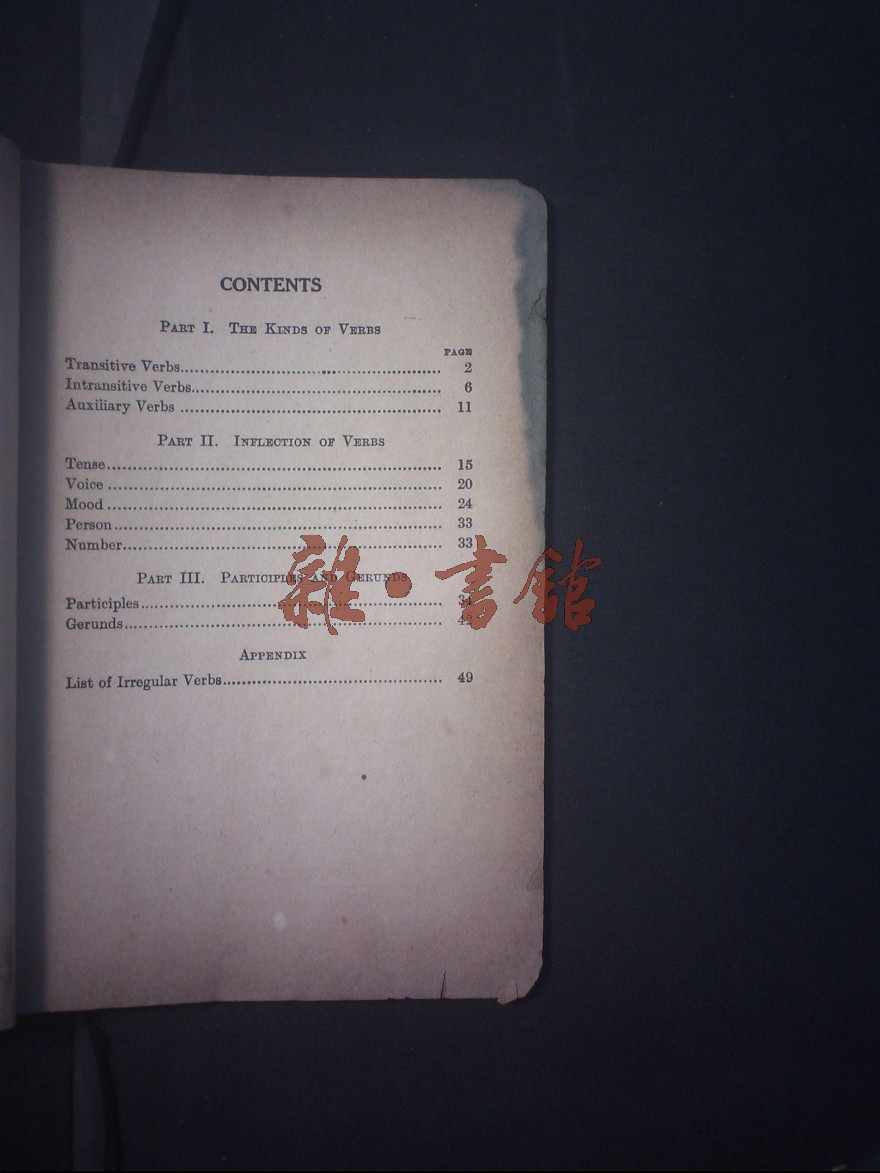 CONTENTS
PART I. THE KINDS OF VERBS
PAGE
Transitive Verbs................................................ 2
Intransitive Verbs.............................................. 6
Auxiliary Verbs ................................................ 11
PART II. INFLECTION OF VERBS
Tense............................................................... 15
Voice ............................................................... 20
Mood ............................................................... 24
Person .............................................................. 33
Number............................................................. 33
PART III. PARTICIPLES AND GERUNDS
Participles.........................................................
Gerunds............................................................ 42
雜·書館
APPENDIX
List of Irregular Verbs.......................................... 49